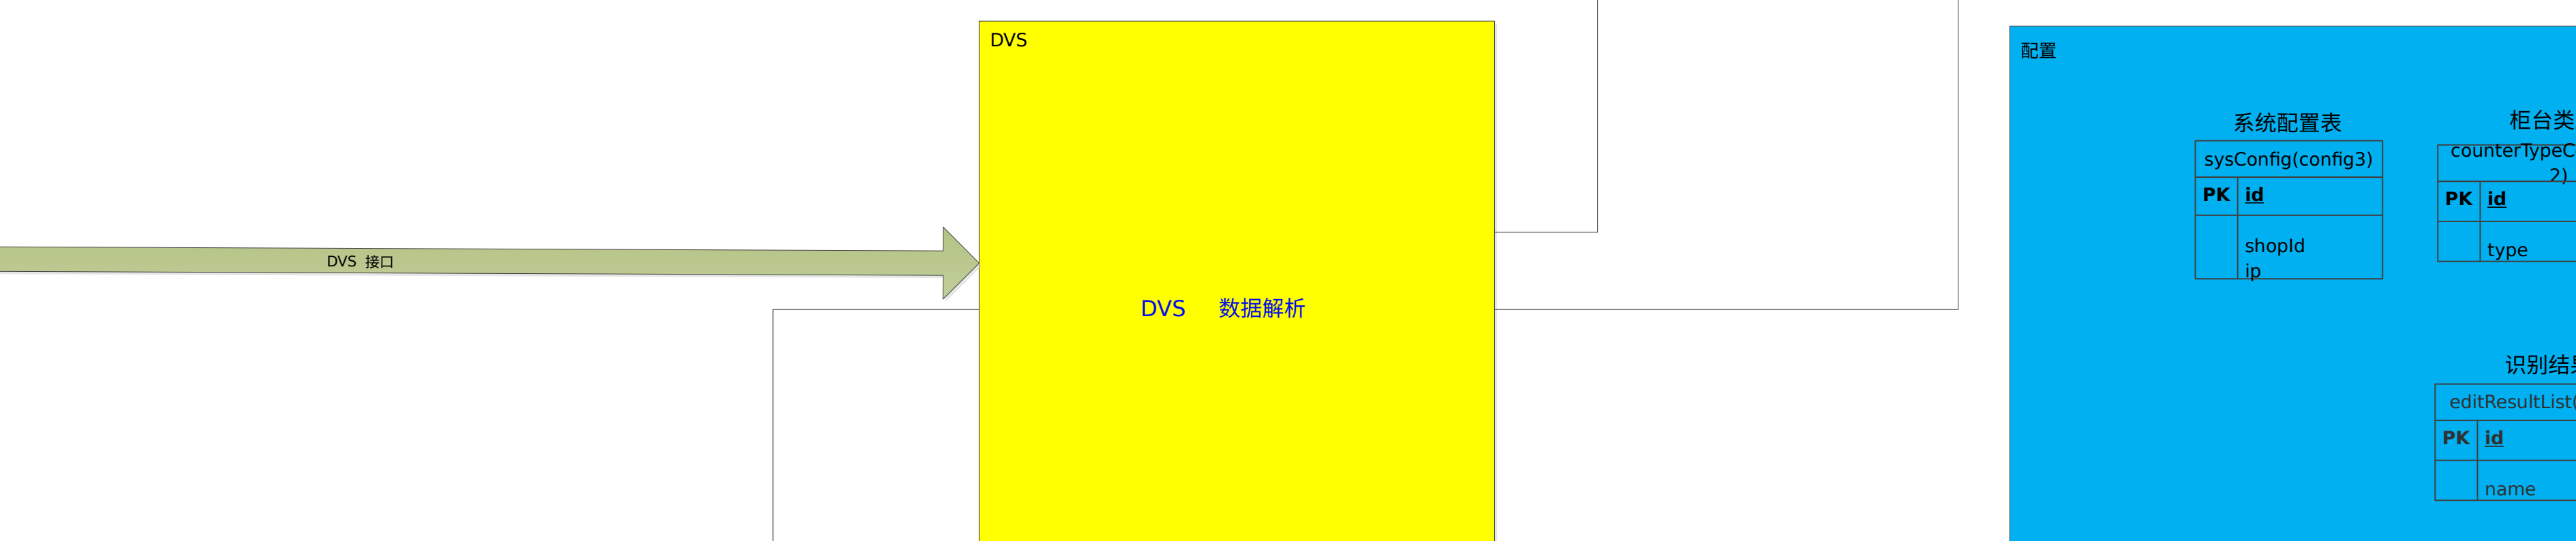 DVS
配置
系统配置表
柜台类
sysConfig(config3)
counterTypeC
2)
PK id
PK id
shopId
ip
type
DVS 接口
DVS 数据解析
识别结
editResultList(
PK id
name